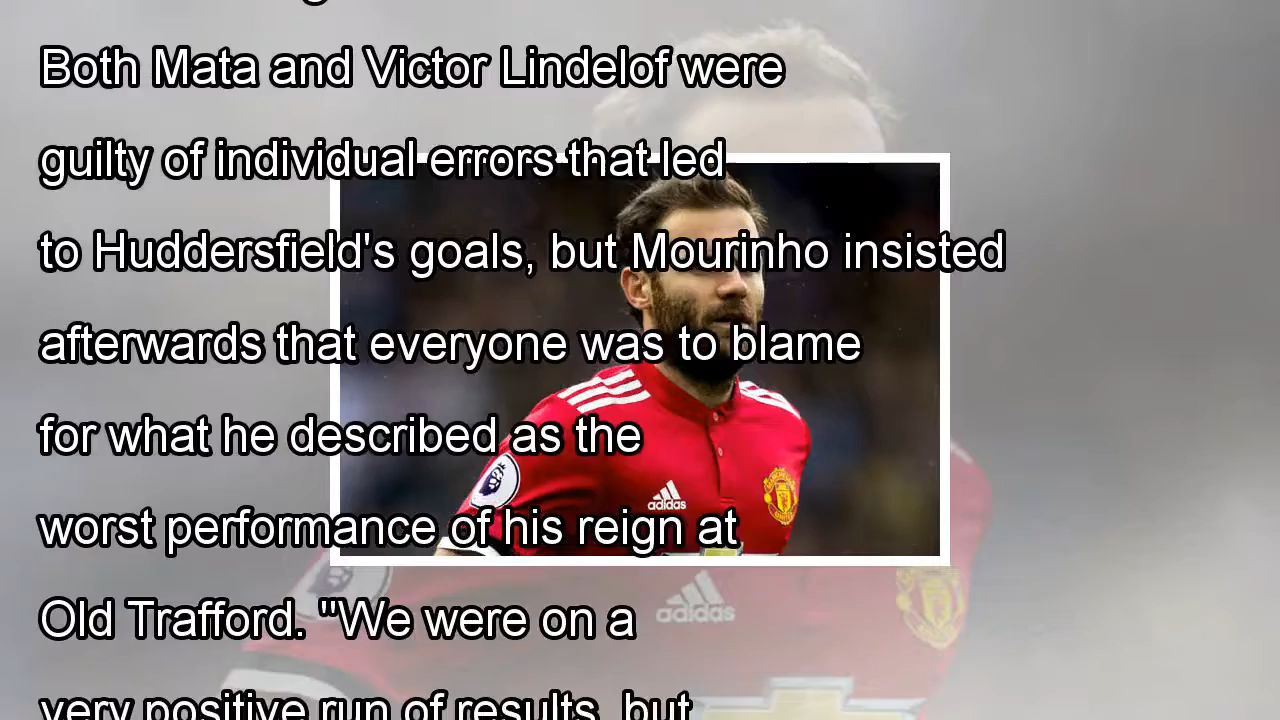 Both Mata and Victor Lindelof were
guilty of individual errors that led
to Huddersfield's goals, but Mourinho insisted
afterwards that everyone was to blame
for what he described as the
worst performance of his reign at
Old Trafford. "We were on a
very positive run of results, but
adidas
adidas